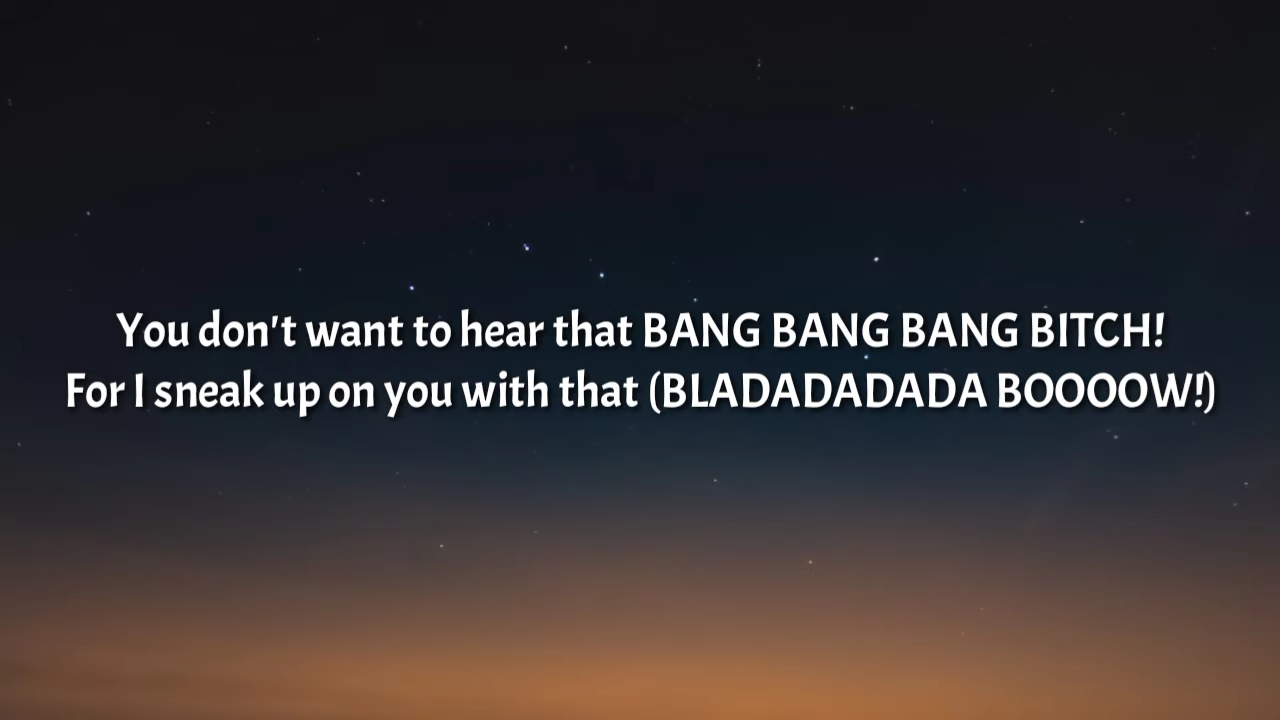 You don't want to hear that BANG BANG BANG BITCH!
For I sneak up on you with that (BLADADADADA BOOOOW!)